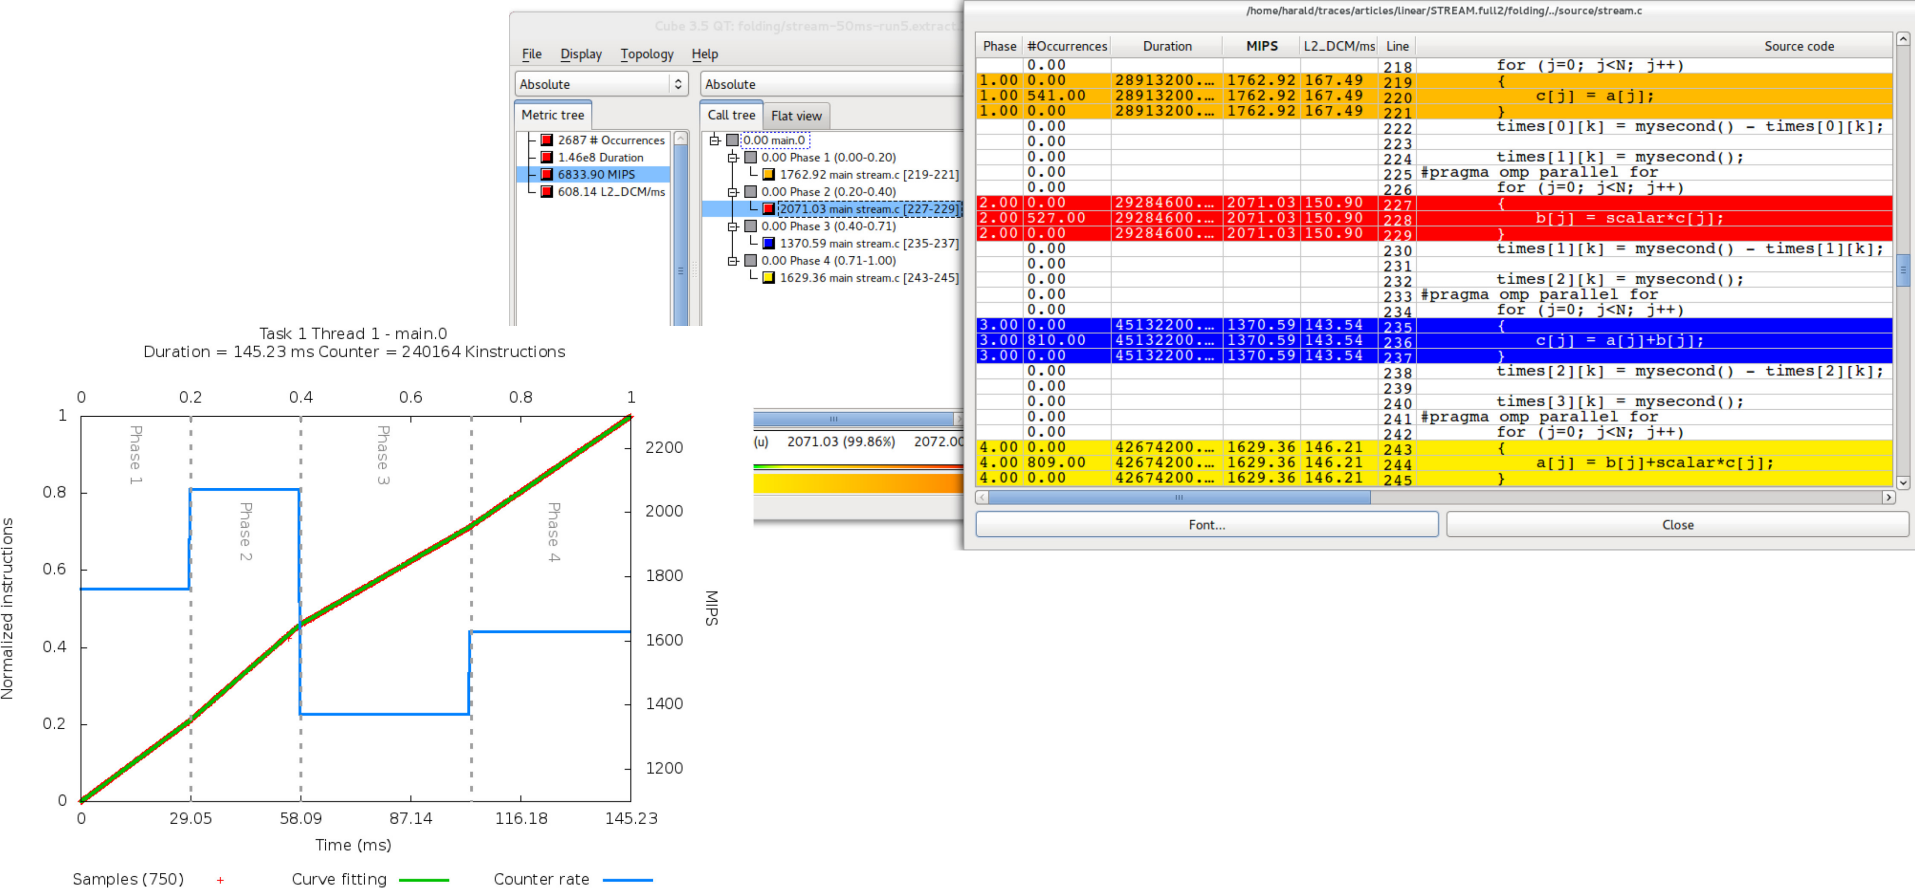 Cube 3.5 QT: folding/stream-50ms-run5.extract.
File Display Topology Help
Absolute
Absolute
Metric tree
Call tree Flat view
2687 # Occurrences
1.46e8 Duration
6833.90 MIPS
608.14 L2_DCM/ms
0.00 main.0
0.00 Phase 1 (0.00-0.20)
1762.92 main stream.c [219-221]
0.00 Phase 2 (0.20-0.40)
2071.03 main stream.c [227-229]
0.00 Phase 3 (0.40-0.71)
1370.59 main stream.c [235-237]
0.00 Phase 4 (0.71-1.00)
1629.36 main stream.c [243-245]
(u) 2071.03 (99.86%) 2072.00
/home/harald/traces/articles/linear/STREAM.full2/folding/../source/stream.c
Phase #Occurrences Duration MIPS L2_DCM/ms Line Source code
0.00 218 for (j=0; j<N; j++)
1.00 0.00 28913200.... 1762.92 167.49 219 {
1.00 541.00 28913200.... 1762.92 167.49 220 c[j] = a[j];
1.00 0.00 28913200.... 1762.92 167.49 221 }
0.00 222 times[0][k] = mysecond() - times[0][k];
0.00 223
0.00 224 times[1][k] = mysecond();
0.00 225 #pragma omp parallel for
0.00 226 for (j=0; j<N; j++)
2.00 0.00 29284600.... 2071.03 150.90 227 {
2.00 527.00 29284600.... 2071.03 150.90 228 b[j] = scalar*c[j];
2.00 0.00 29284600.... 2071.03 150.90 229 }
0.00 230 times[1][k] = mysecond() - times[1][k];
0.00 231
0.00 232 times[2][k] = mysecond();
0.00 233 #pragma omp parallel for
0.00 234 for (j=0; j<N; j++)
3.00 0.00 45132200.... 1370.59 143.54 235 {
3.00 810.00 45132200.... 1370.59 143.54 236 c[j] = a[j]+b[j];
3.00 0.00 45132200.... 1370.59 143.54 237 }
0.00 238 times[2][k] = mysecond() - times[2][k];
0.00 239
0.00 240 times[3][k] = mysecond();
0.00 241 #pragma omp parallel for
0.00 242 for (j=0; j<N; j++)
4.00 0.00 42674200.... 1629.36 146.21 243 {
4.00 809.00 42674200.... 1629.36 146.21 244 a[j] = b[j]+scalar*c[j];
4.00 0.00 42674200.... 1629.36 146.21 245 }
Font... Close
Task 1 Thread 1 - main.0
Duration = 145.23 ms Counter = 240164 Kinstructions
0 0.2 0.4 0.6 0.8 1
1
0.8
0.6
0.4
0.2
0
Normalized instructions
Phase 1
Phase 2
Phase 3
Phase 4
2200
2000
1800
1600
1400
1200
MIPS
0 29.05 58.09 87.14 116.18 145.23
Time (ms)
Samples (750) Curve fitting Counter rate